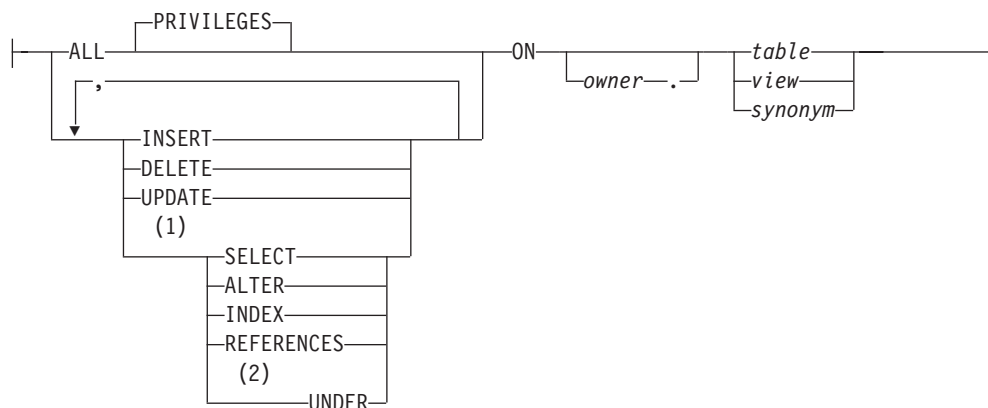 PRIVILEGES
ALL ON table
owner . view
synonym
,
INSERT
DELETE
UPDATE
(1)
SELECT
ALTER
INDEX
REFERENCES
(2)
UNDER